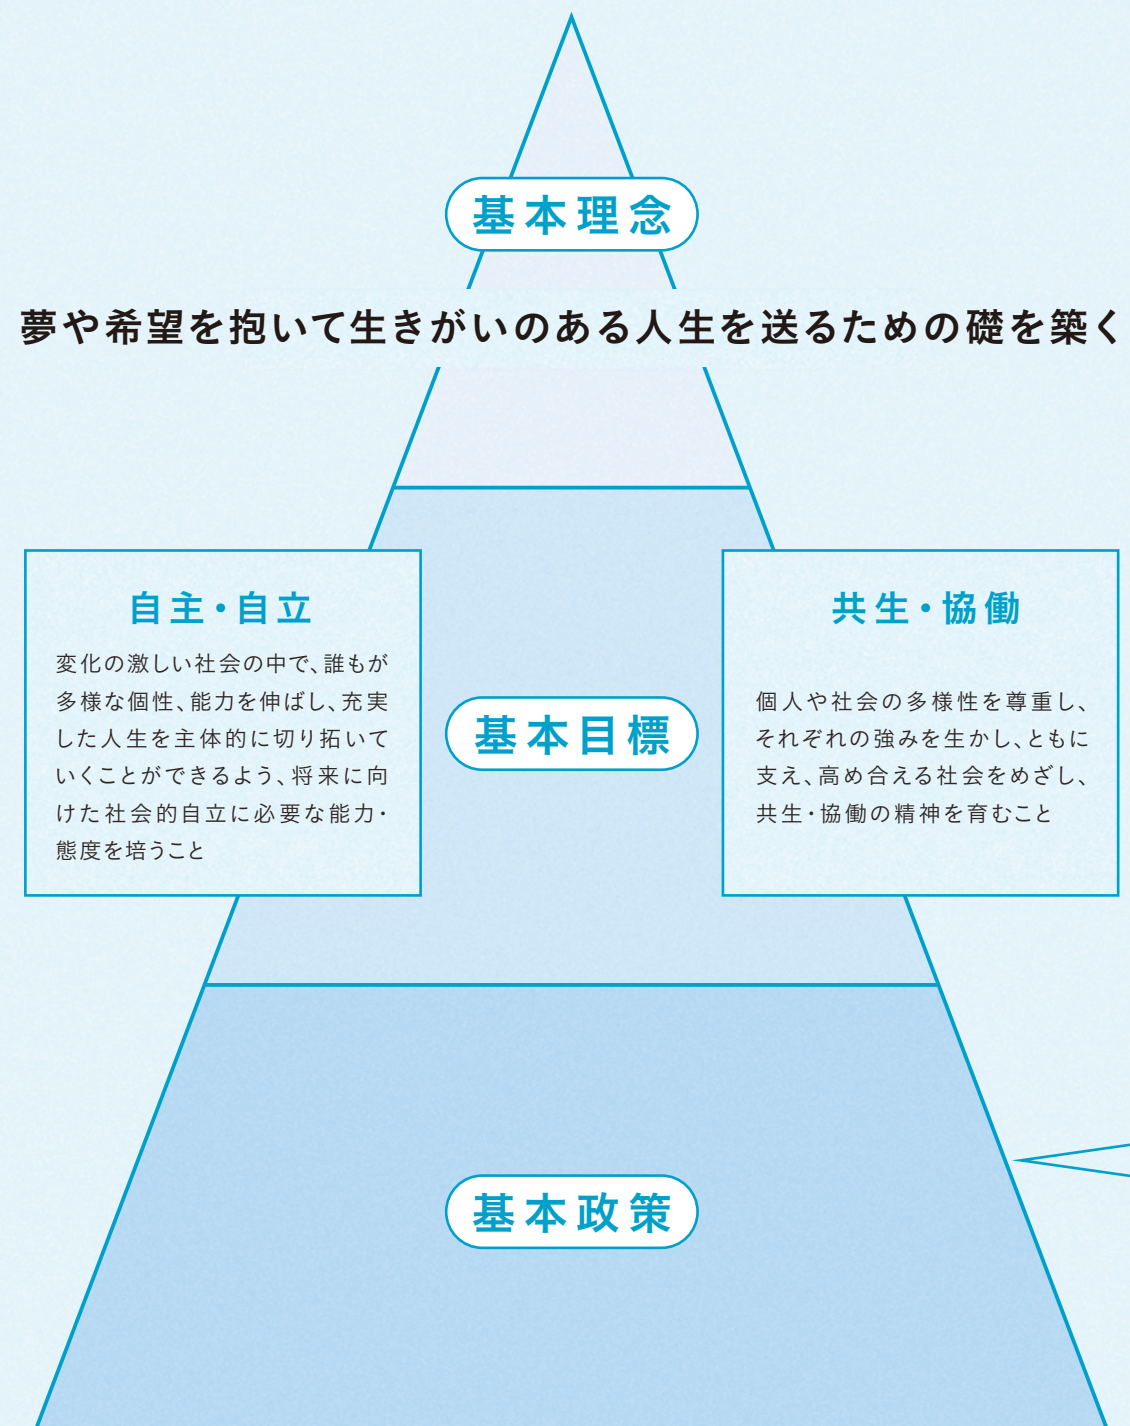 基本理念
夢や希望を抱いて生きがいのある人生を送るための礎を築く
自主・自立
変化の激しい社会の中で、誰もが
多様な個性、能力を伸ばし、充実
した人生を主体的に切り拓いて
いくことができるよう、将来に向
けた社会的自立に必要な能力・
態度を培うこと
基本目標
共生・協働
個人や社会の多様性を尊重し、
それぞれの強みを生かし、ともに
支え、高め合える社会をめざし、
共生・協働の精神を育むこと
基本政策